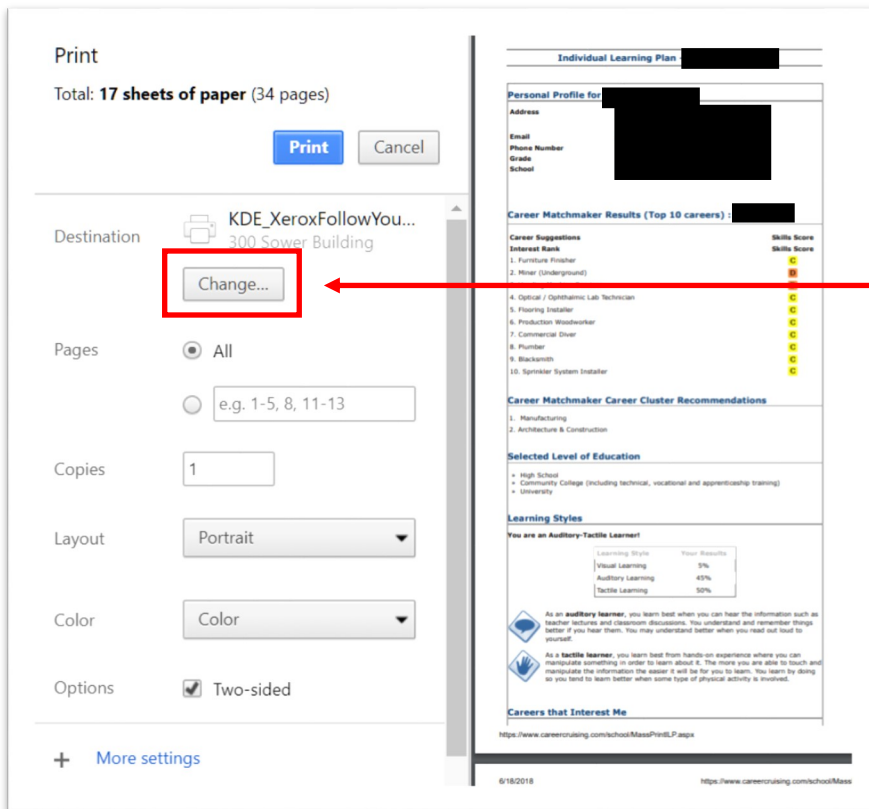 Print
Total: 17 sheets of paper (34 pages)
Print
Cancel
Destination
KDE_XeroxFollowYou...
300 Sower Building
Change...
Pages
All
e.g. 1-5, 8, 11-13
Copies
1
Layout
Portrait
Color
Color
Options
Two-sided
+ More settings
Individual Learning Plan -
Personal Profile for
Address
Email
Phone Number
Grade
School
Career Matchmaker Results (Top 10 careers) :
Career Suggestions Skills Score
Interest Rank Skills Score
1. Furniture Finisher C
2. Miner (Underground) D
4. Optical / Ophthalmic Lab Technician C
5. Flooring Installer C
6. Production Woodworker C
7. Commercial Diver C
8. Plumber C
9. Blacksmith C
10. Sprinkler System Installer C
Career Matchmaker Career Cluster Recommendations
1. Manufacturing
2. Architecture & Construction
Selected Level of Education
High School
Community College (including technical, vocational and apprenticeship training)
University
Learning Styles
You are an Auditory-Tactile Learner!
Learning Style Your Results
Visual Learning 5%
Auditory Learning 45%
Tactile Learning 50%
As an auditory learner, you learn best when you can hear the information such as
teacher lectures and classroom discussions. You understand and remember things
better if you hear them. You may understand better when you read out loud to
yourself.
As a tactile learner, you learn best from hands-on experience where you can
manipulate something in order to learn about it. The more you are able to touch and
manipulate the information the easier it will be for you to learn. You learn by doing
so you tend to learn better when some type of physical activity is involved.
Careers that Interest Me
https://www.careercruising.com/school/MassPrintILP.aspx
6/18/2018 https://www.careercruising.com/school/Mass